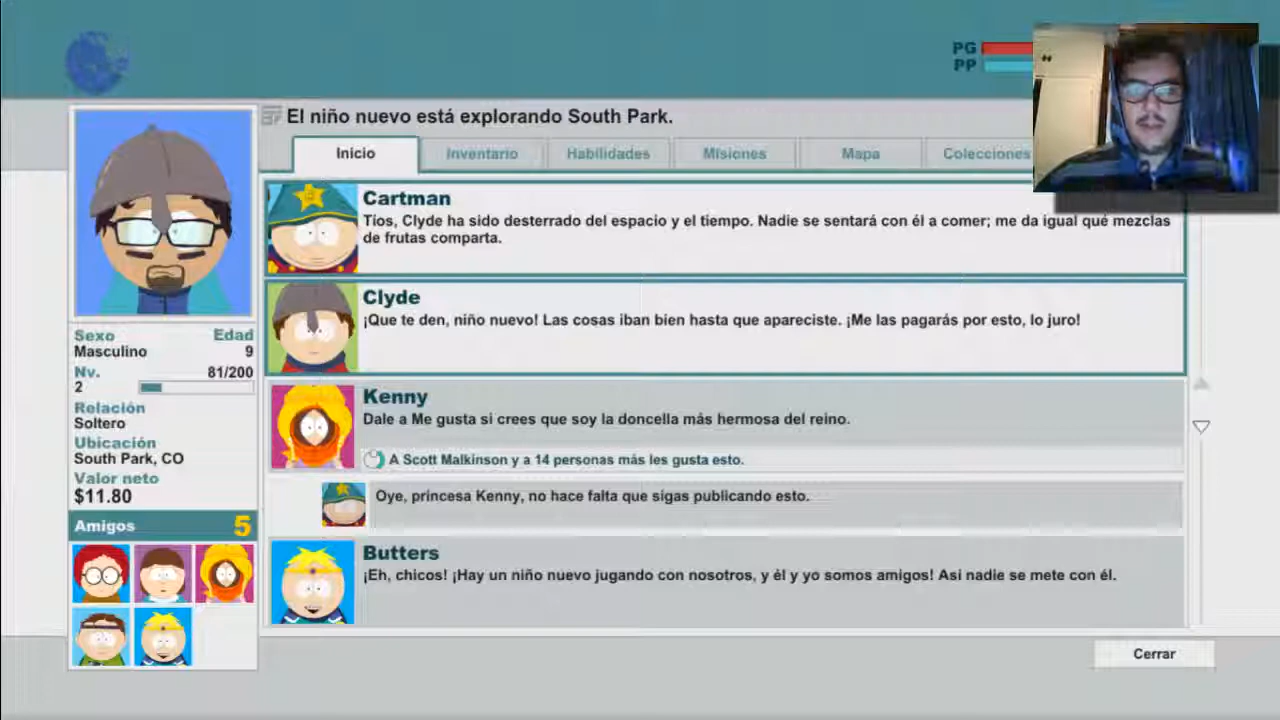 PG
PP
El niño nuevo está explorando South Park.
Inicio
Inventario
Habilidades
Misiones
Mapa
Colecciones
Sexo Edad
Masculino 9
Nv. 81/200
2
Relación
Soltero
Ubicación
South Park, CO
Valor neto
$11.80
Amigos 5
Cartman
Tíos, Clyde ha sido desterrado del espacio y el tiempo. Nadie se sentará con él a comer; me da igual qué mezclas
de frutas comparta.
Clyde
¡Que te den, niño nuevo! Las cosas iban bien hasta que apareciste. ¡Me las pagarás por esto, lo juro!
Kenny
Dale a Me gusta si crees que soy la doncella más hermosa del reino.
A Scott Malkinson y a 14 personas más les gusta esto.
Oye, princesa Kenny, no hace falta que sigas publicando esto.
Butters
¡Eh, chicos! ¡Hay un niño nuevo jugando con nosotros, y él y yo somos amigos! Así nadie se mete con él.
Cerrar